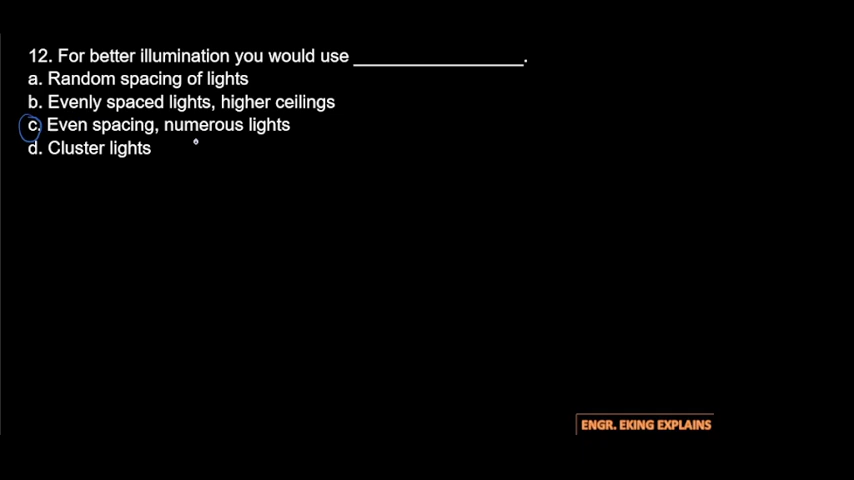 12. For better illumination you would use ____________________.
a. Random spacing of lights
b. Evenly spaced lights, higher ceilings
c. Even spacing, numerous lights
d. Cluster lights
ENGR. EKING EXPLAINS